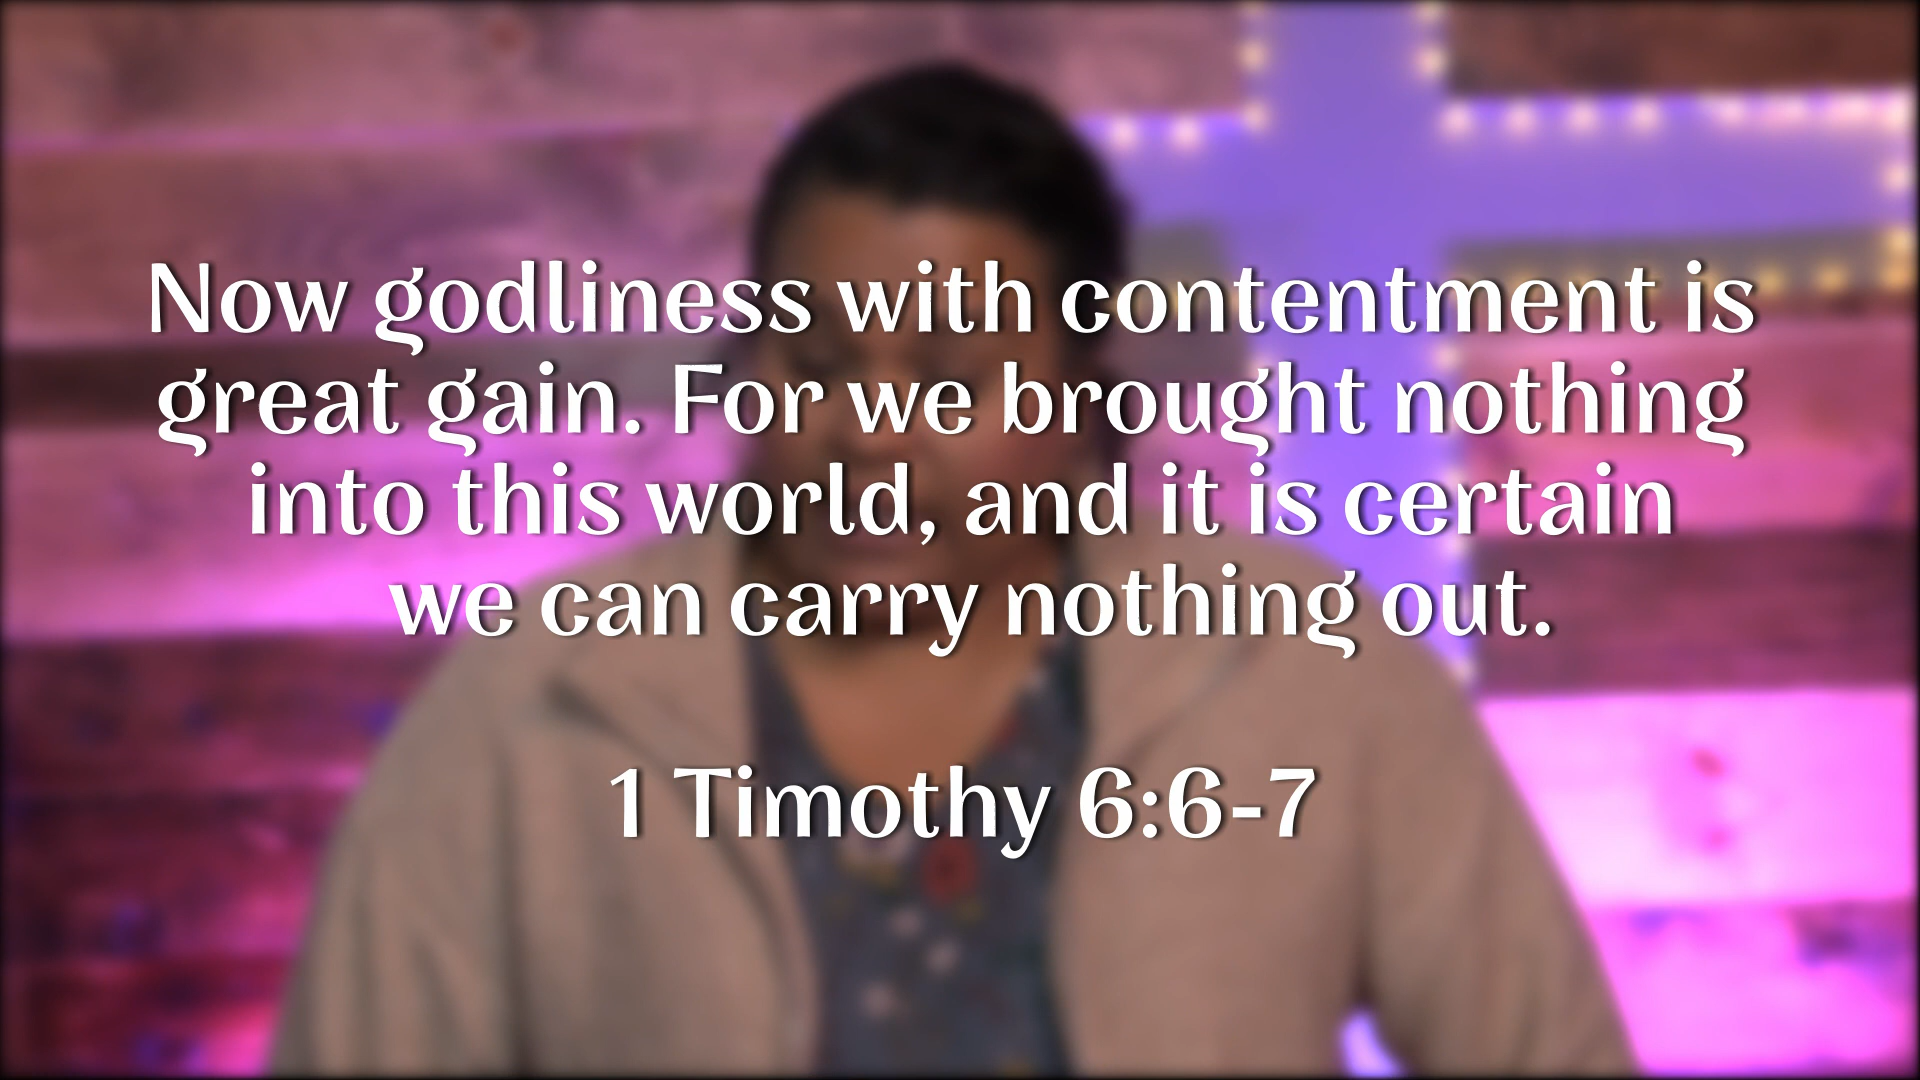 Now godliness with contentment is
great gain. For we brought nothing
into this world, and it is certain
we can carry nothing out.
1 Timothy 6:6-7